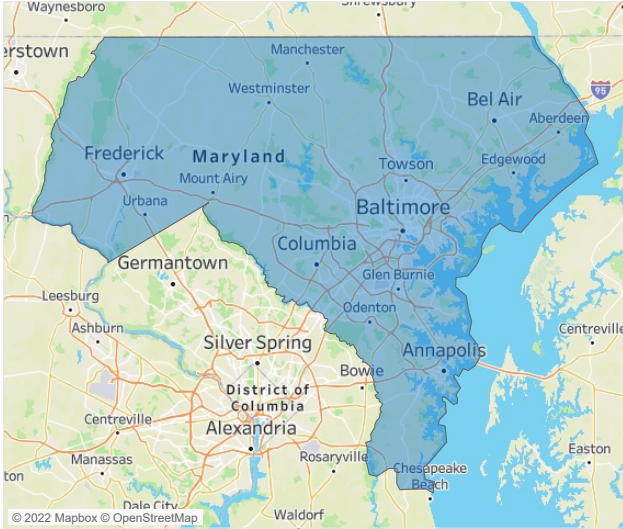 Waynesboro
Shrewsbury
erstown
Manchester
95
Westminster
Bel Air
Aberdeen
Frederick
Maryland
Towson
Edgewood
Mount Airy
Urbana
Baltimore
Columbia
Germantown
Glen Burnie
Leesburg
Odenton
Ashburn
Centreville
Silver Spring
Annapolis
Bowie
District of
Columbia
Centreville
Alexandria
Easton
Manassas
Rosaryville
Chesapeake
Beach
ton
Dale City
Waldorf
© 2022 Mapbox © OpenStreetMap